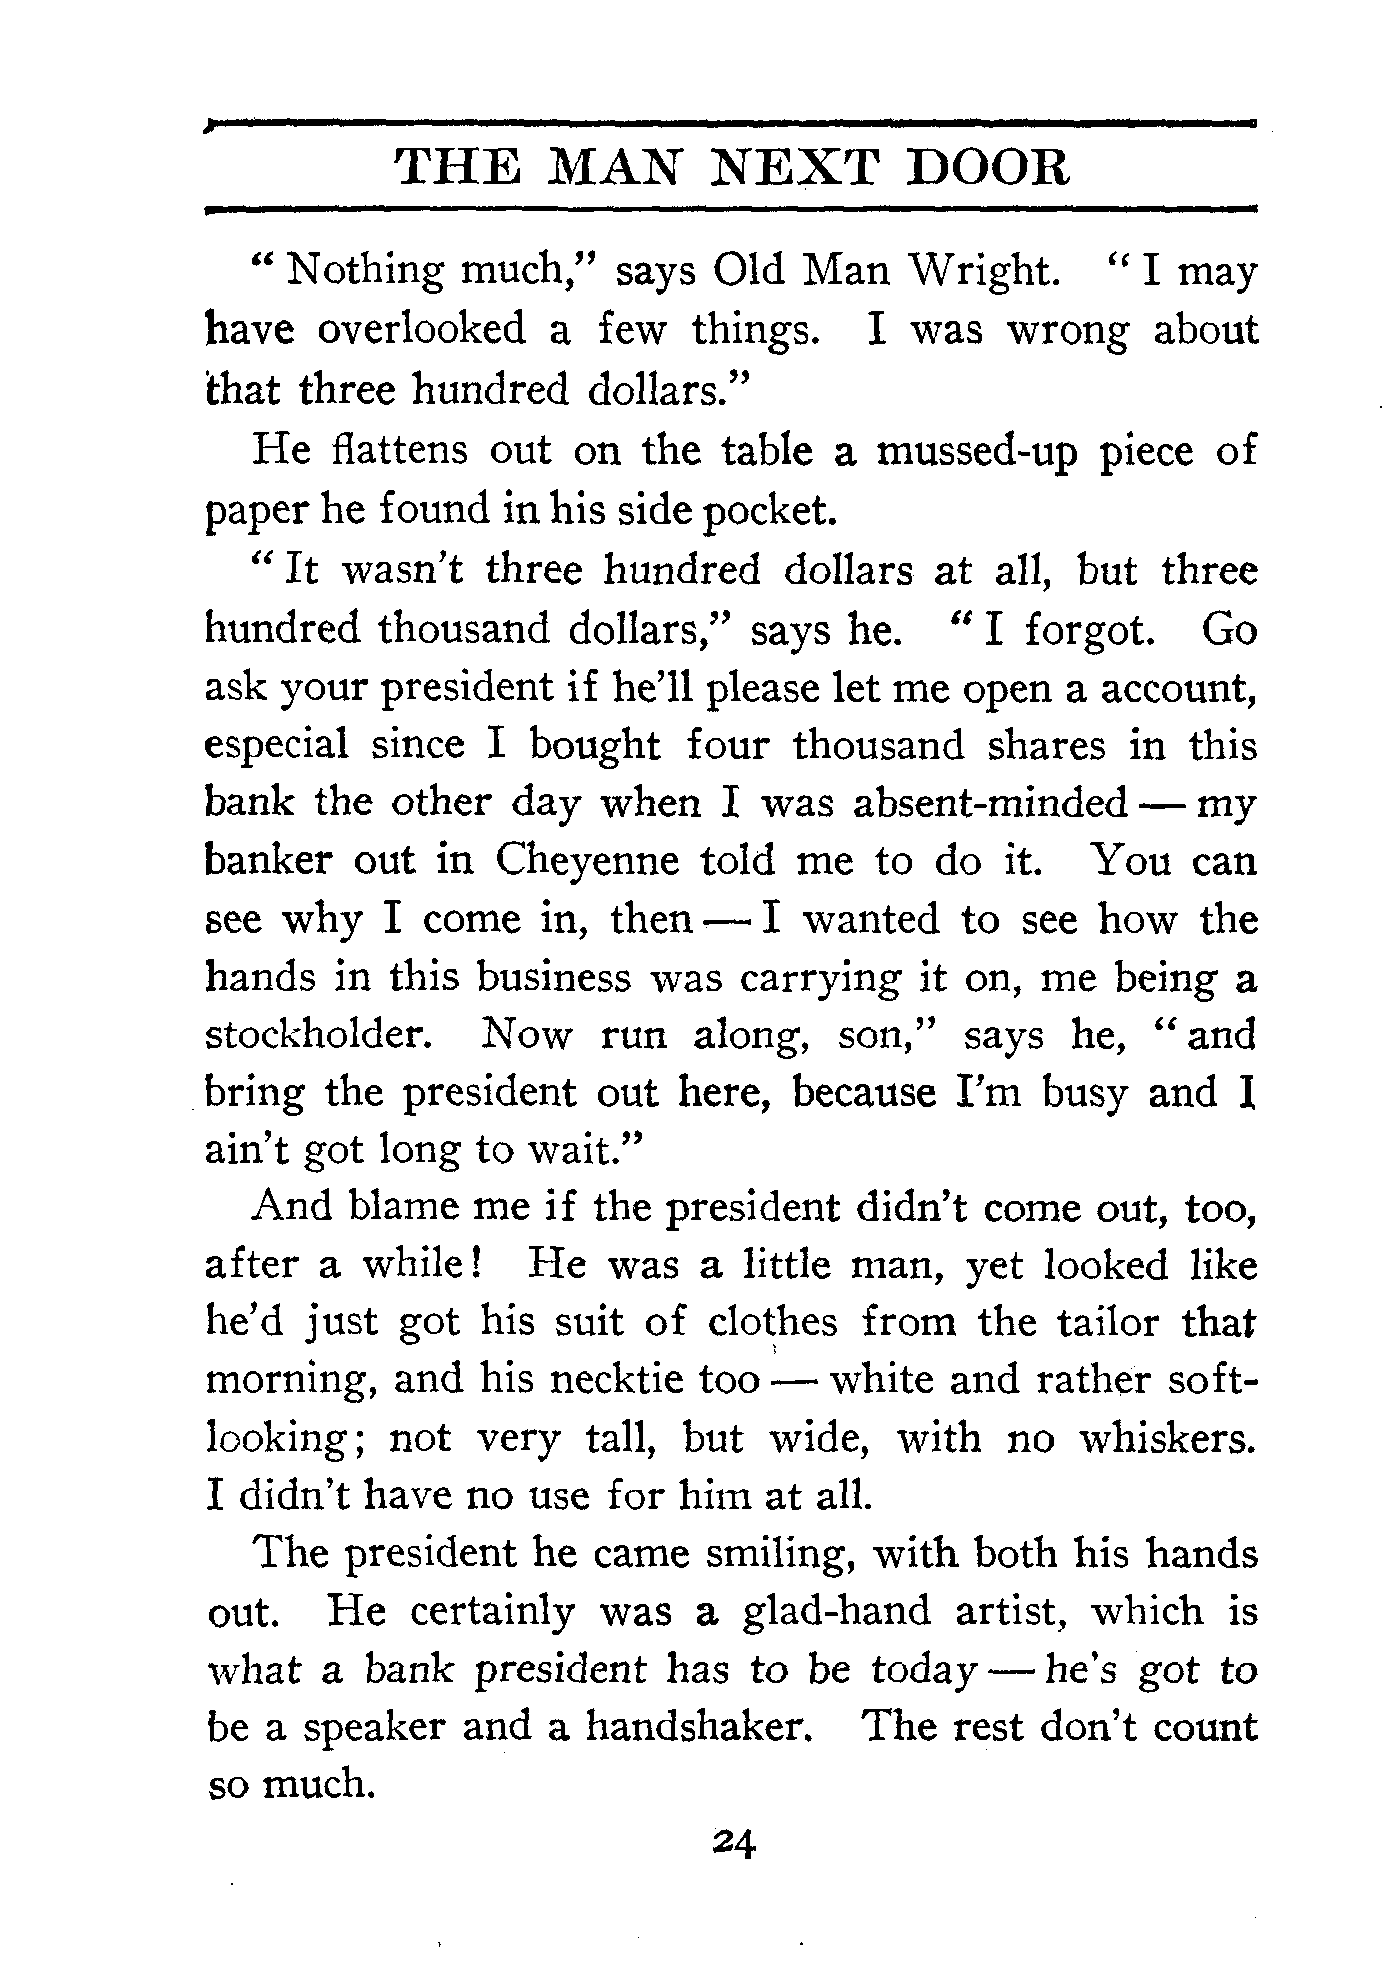 THE MAN NEXT DOOR
“ Nothing much,” says Old Man Wright. “ I may
have overlooked a few things. I was wrong about
that three hundred dollars.”
He flattens out on the table a mussed-up piece of
paper he found in his side pocket.
“ It wasn't three hundred dollars at all, but three
hundred thousand dollars,” says he. “ I forgot. Go
ask your president if he'll please let me open a account,
especial since I bought four thousand shares in this
bank the other day when I was absent-minded — my
banker out in Cheyenne told me to do it. You can
see why I come in, then — I wanted to see how the
hands in this business was carrying it on, me being a
stockholder. Now run along, son,” says he, “ and
bring the president out here, because I'm busy and I
ain't got long to wait.”
And blame me if the president didn't come out, too,
after a while! He was a little man, yet looked like
he'd just got his suit of clothes from the tailor that
morning, and his necktie too — white and rather soft-
looking; not very tall, but wide, with no whiskers.
I didn't have no use for him at all.
The president he came smiling, with both his hands
out. He certainly was a glad-hand artist, which is
what a bank president has to be today — he's got to
be a speaker and a handshaker. The rest don't count
so much.
24